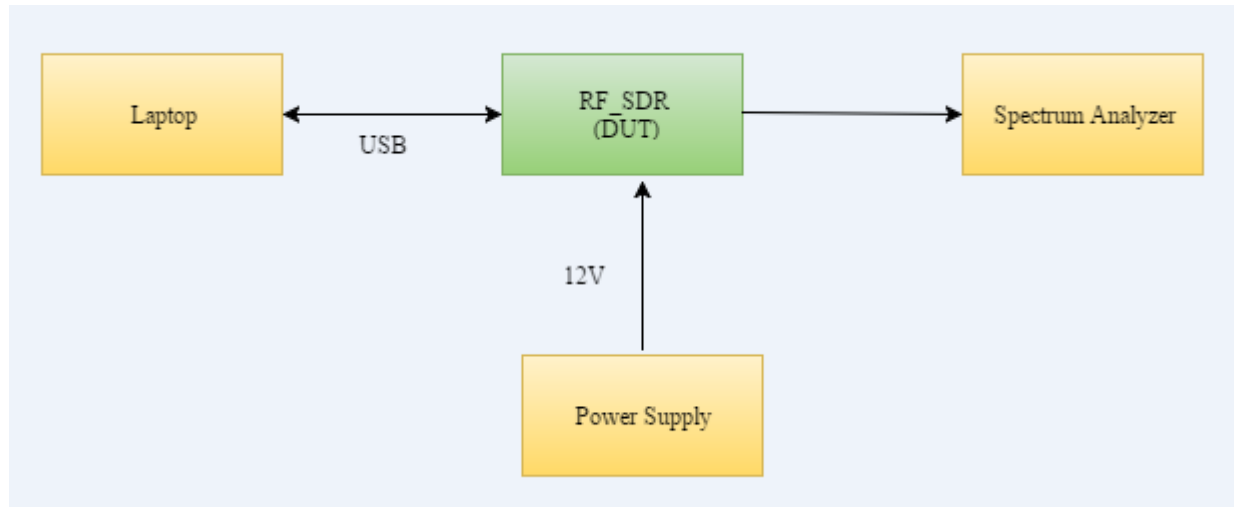 Laptop
USB
RF_SDR
(DUT)
Spectrum Analyzer
12V
Power Supply